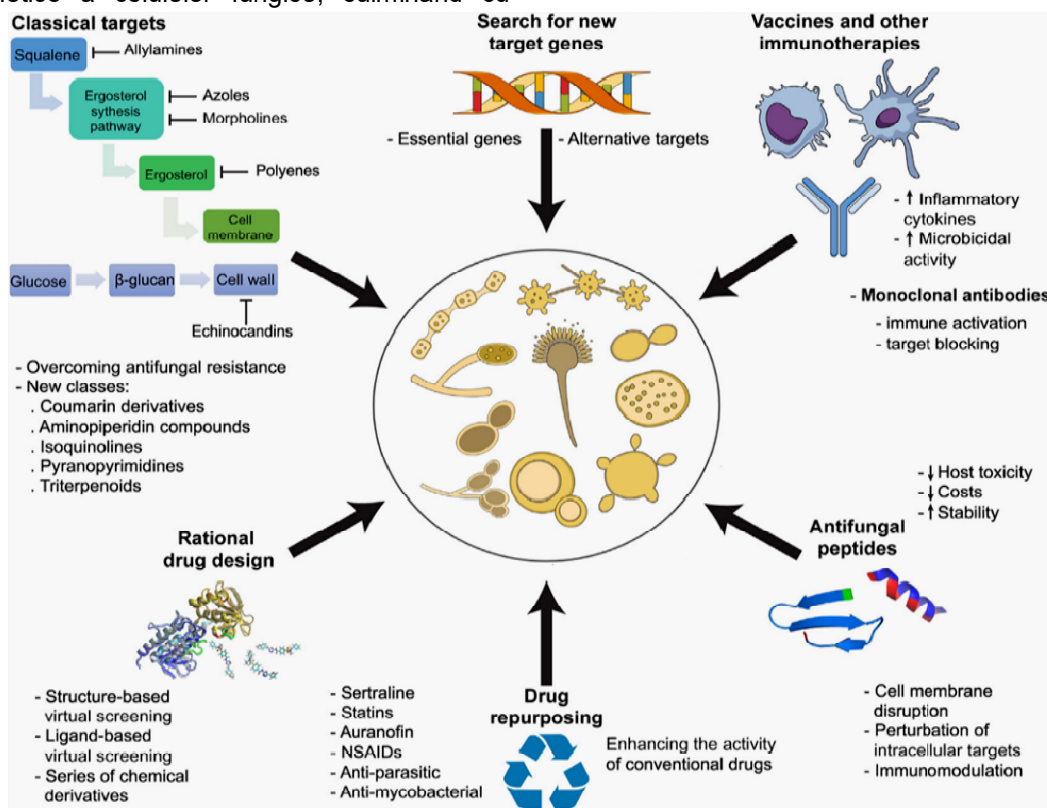 Classical targets
Squalene
Allylamines
Ergosterol
sythesis
pathway
Azoles
Morpholines
Ergosterol
Polyenes
Cell
membrane
Glucose
β-glucan
Cell wall
Echinocandins
- Overcoming antifungal resistance
- New classes:
. Coumarin derivatives
. Aminopiperidin compounds
. Isoquinolines
. Pyranopyrimidines
. Triterpenoids
Search for new
target genes
- Essential genes
- Alternative targets
Vaccines and other
immunotherapies
- ↑ Inflammatory
cytokines
- ↑ Microbicidal
activity
- Monoclonal antibodies
- immune activation
- target blocking
Rational
drug design
- Structure-based
virtual screening
- Ligand-based
virtual screening
- Series of chemical
derivatives
- Sertraline
- Statins
- Auranofin
- NSAIDs
- Anti-parasitic
- Anti-mycobacterial
Drug
repurposing
Enhancing the activity
of conventional drugs
- ↓ Host toxicity
- ↓ Costs
- ↑ Stability
Antifungal
peptides
- Cell membrane
disruption
- Perturbation of
intracellular targets
- Immunomodulation